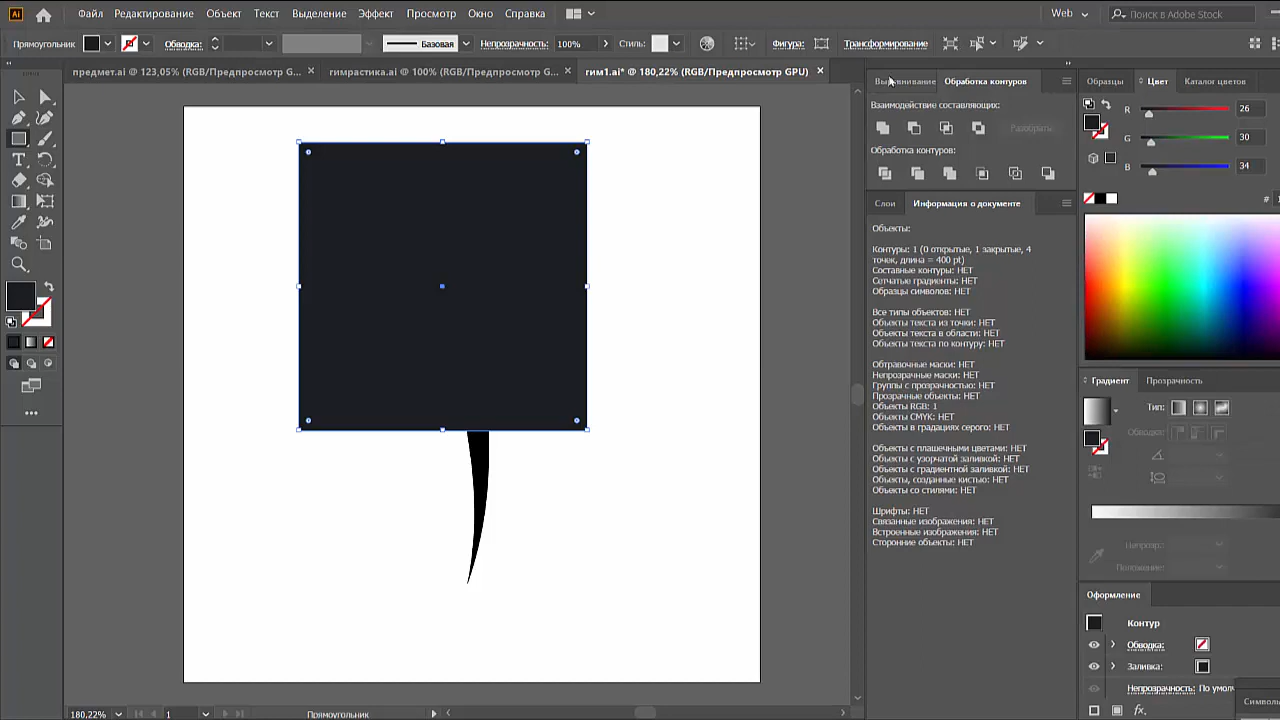 Ai Файл Редактирование Объект Текст Выделение Эффект Просмотр Окно Справка Web Поиск в Adobe Stock
Прямоугольник Обводка: Базовая Непрозрачность: 100% Стиль: Фигура: Трансформирование
предмет.ai @ 123,05% (RGB/Предпросмотр G... × гимрастика.ai @ 100% (RGB/Предпросмотр G... × гим1.ai* @ 180,22% (RGB/Предпросмотр GPU) ×
Выравнивание Обработка контуров
Взаимодействие составляющих:
Разобрать
Обработка контуров:
Слои Информация о документе
Объекты:
Контуры: 1 (0 открытые, 1 закрытые, 4
точек, длина = 400 pt)
Составные контуры: НЕТ
Сетчатые градиенты: НЕТ
Образцы символов: НЕТ
Все типы объектов: НЕТ
Объекты текста из точки: НЕТ
Объекты текста в области: НЕТ
Объекты текста по контуру: НЕТ
Обтравочные маски: НЕТ
Непрозрачные маски: НЕТ
Группы с прозрачностью: НЕТ
Прозрачные объекты: НЕТ
Объекты RGB: 1
Объекты CMYK: НЕТ
Объекты в градациях серого: НЕТ
Объекты с плашечными цветами: НЕТ
Объекты с узорчатой заливкой: НЕТ
Объекты с градиентной заливкой: НЕТ
Объекты, созданные кистью: НЕТ
Объекты со стилями: НЕТ
Шрифты: НЕТ
Связанные изображения: НЕТ
Встроенные изображения: НЕТ
Сторонние объекты: НЕТ
Образцы Цвет Каталог цветов
R 26
G 30
B 34
#
Градиент Прозрачность
Тип:
Обводка:
Непрозр.:
Положение:
Оформление
Контур
Обводка:
Заливка:
Непрозрачность: По умолч
fx
Символы
180,22% 1 Прямоугольник